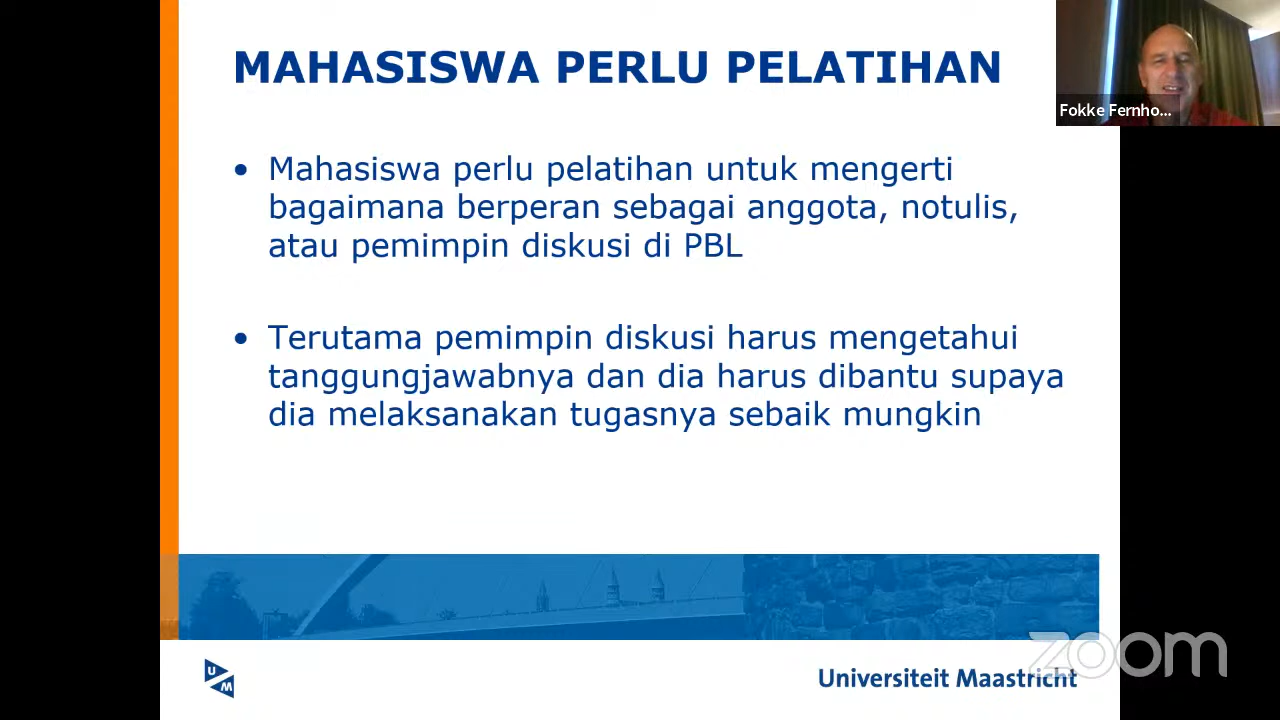 MAHASISWA PERLU PELATIHAN
Fokke Fernho...
• Mahasiswa perlu pelatihan untuk mengerti
bagaimana berperan sebagai anggota, notulis,
atau pemimpin diskusi di PBL
• Terutama pemimpin diskusi harus mengetahui
tanggungjawabnya dan dia harus dibantu supaya
dia melaksanakan tugasnya sebaik mungkin
zoom
UM
Universiteit Maastricht